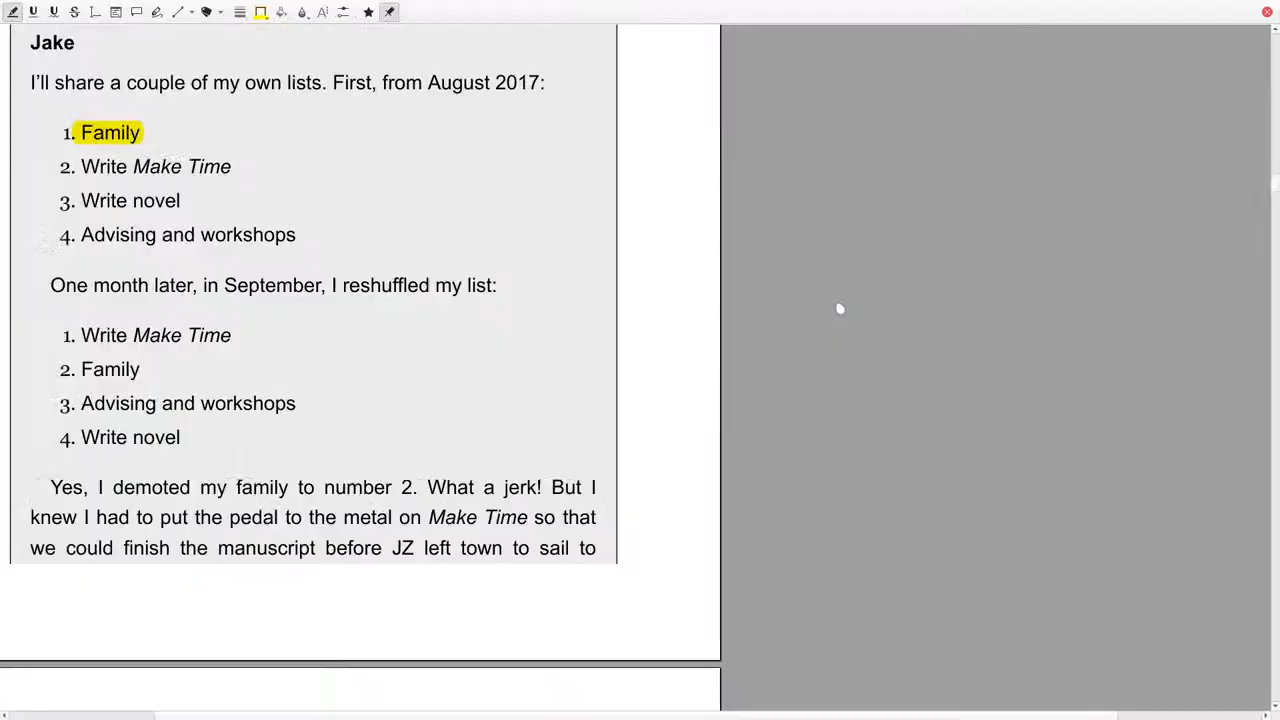 Jake
I’ll share a couple of my own lists. First, from August 2017:
1. Family
2. Write Make Time
3. Write novel
4. Advising and workshops
One month later, in September, I reshuffled my list:
1. Write Make Time
2. Family
3. Advising and workshops
4. Write novel
Yes, I demoted my family to number 2. What a jerk! But I
knew I had to put the pedal to the metal on Make Time so that
we could finish the manuscript before JZ left town to sail to